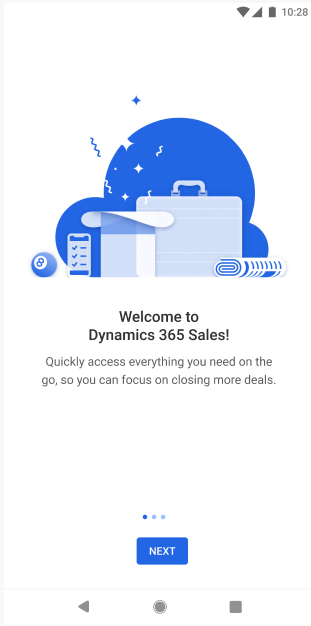 10:28
8
Welcome to
Dynamics 365 Sales!
Quickly access everything you need on the
go, so you can focus on closing more deals.
NEXT